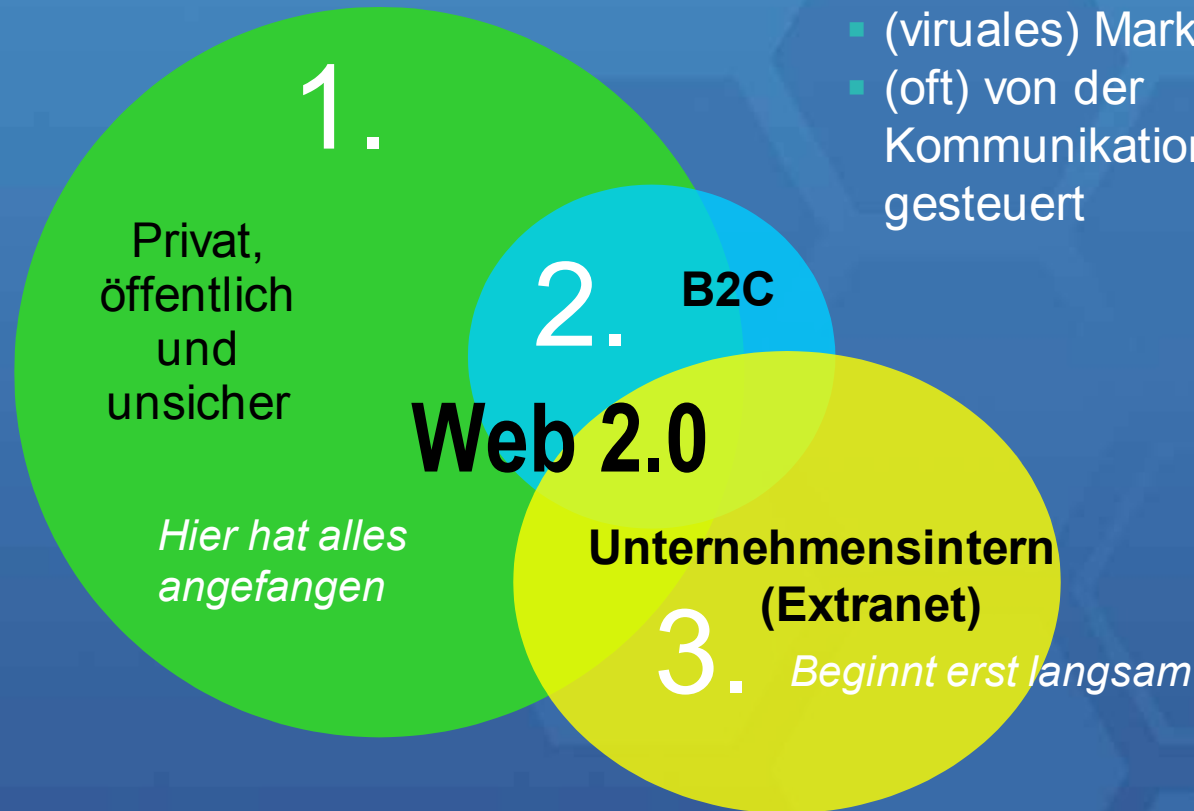 1.
Privat,
öffentlich
und
unsicher
Hier hat alles
angefangen
2.
B2C
Web 2.0
Unternehmensintern
(Extranet)
3.
Beginnt erst langsam
(viruales) Mark
(oft) von der
Kommunikation
gesteuert